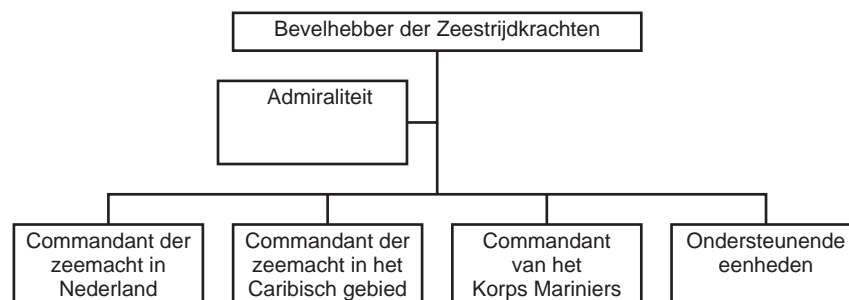 Bevelhebber der Zeestrijdkrachten
Admiraliteit
Commandant der
zeemacht in
Nederland
Commandant der
zeemacht in het
Caribisch gebied
Commandant
van het
Korps Mariniers
Ondersteunende
eenheden